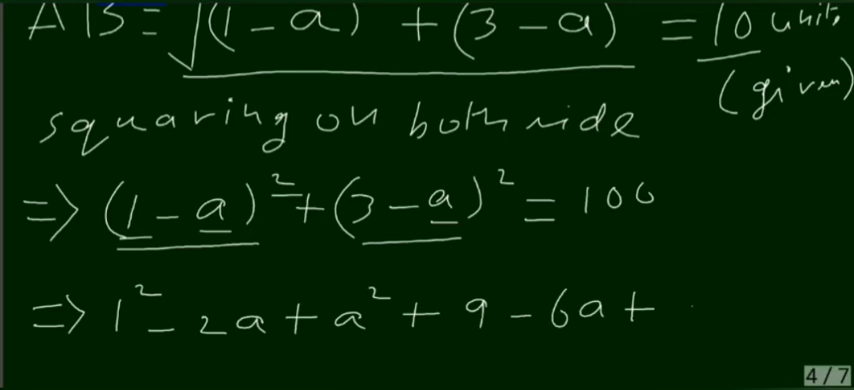 AB = √(1 - a) + (3 - a) = 10 units
(given)
squaring on both side
=> (1 - a)² + (3 - a)² = 100
=> 1² - 2a + a² + 9 - 6a +
4 / 7